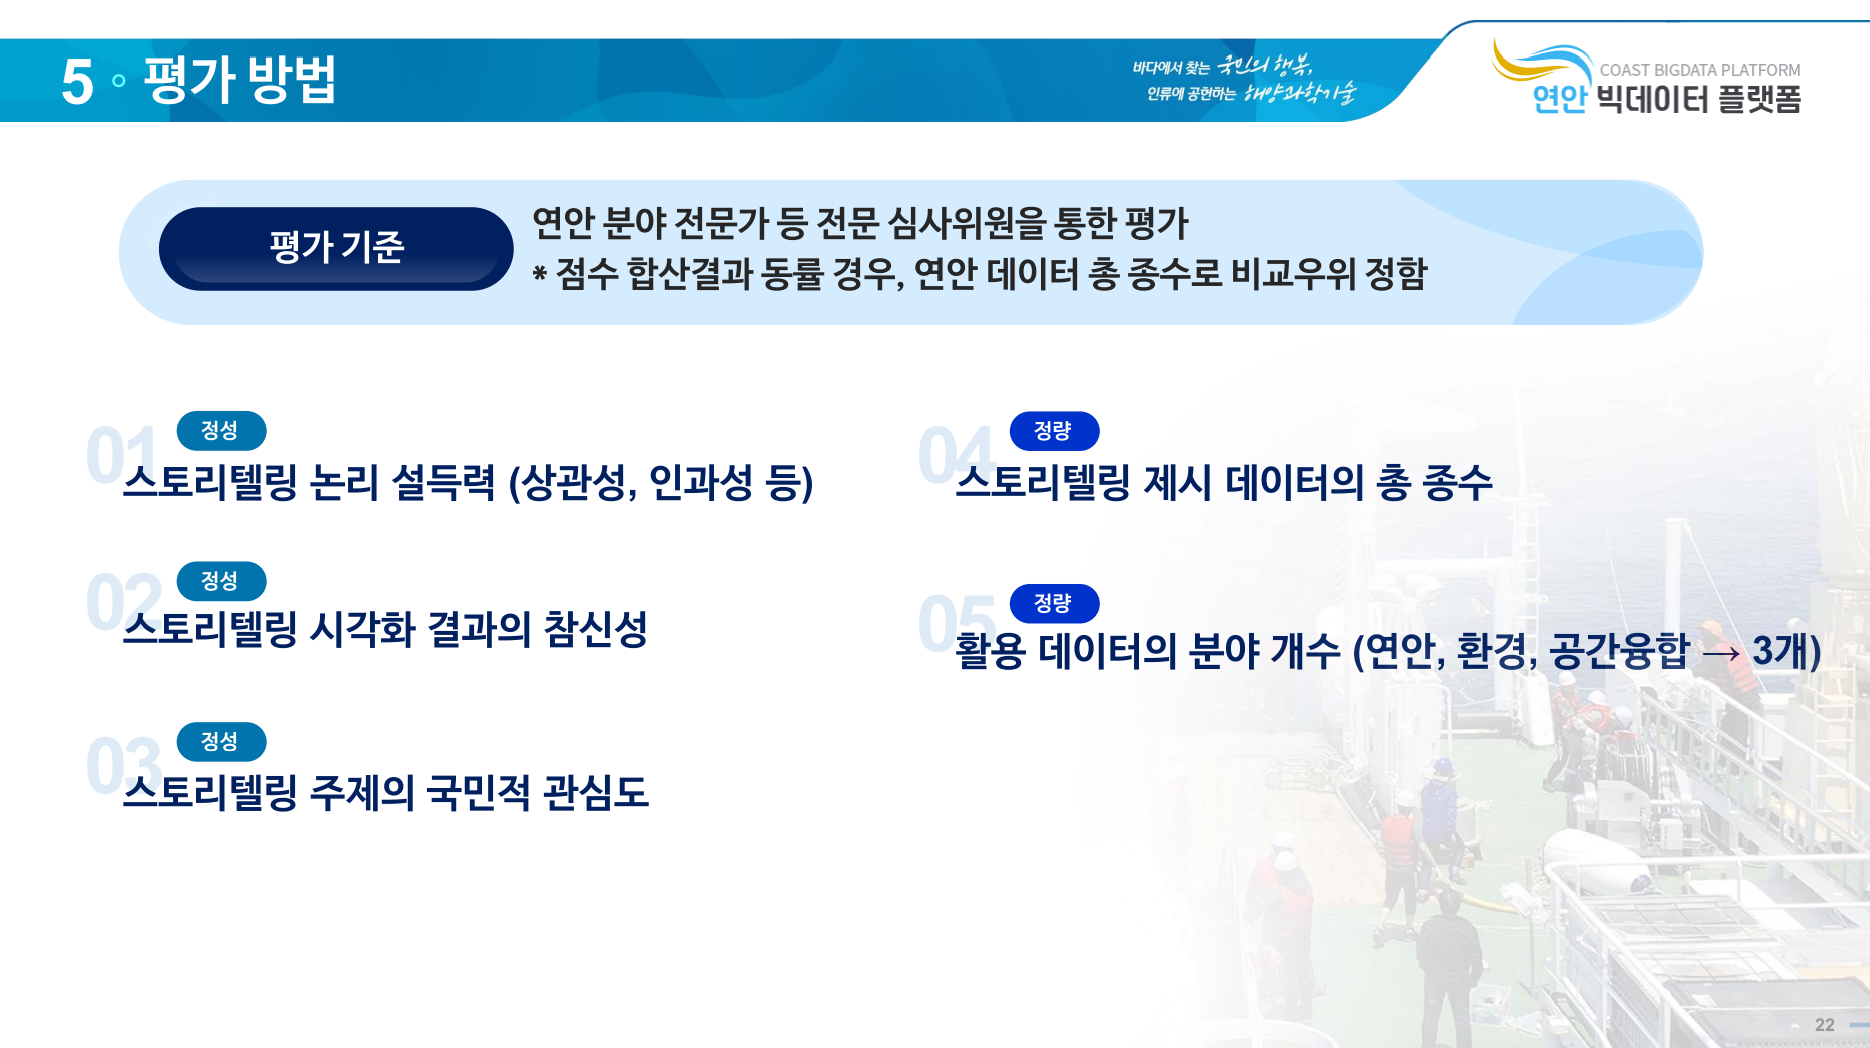 5 ◦ 평가 방법
바다에서 찾는 국민의 행복,
인류에 공헌하는 해양과학기술
COAST BIGDATA PLATFORM
연안 빅데이터 플랫폼
평가 기준
연안 분야 전문가 등 전문 심사위원을 통한 평가
* 점수 합산결과 동률 경우, 연안 데이터 총 종수로 비교우위 정함
01 정성
스토리텔링 논리 설득력 (상관성, 인과성 등)
02 정성
스토리텔링 시각화 결과의 참신성
03 정성
스토리텔링 주제의 국민적 관심도
04 정량
스토리텔링 제시 데이터의 총 종수
05 정량
활용 데이터의 분야 개수 (연안, 환경, 공간융합 → 3개)
22